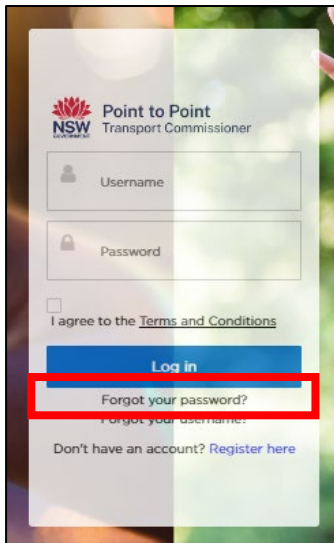 Point to Point
NSW Transport Commissioner
GOVERNMENT
Username
Password
I agree to the Terms and Conditions
Log in
Forgot your password?
Forgot your username?
Don't have an account? Register here